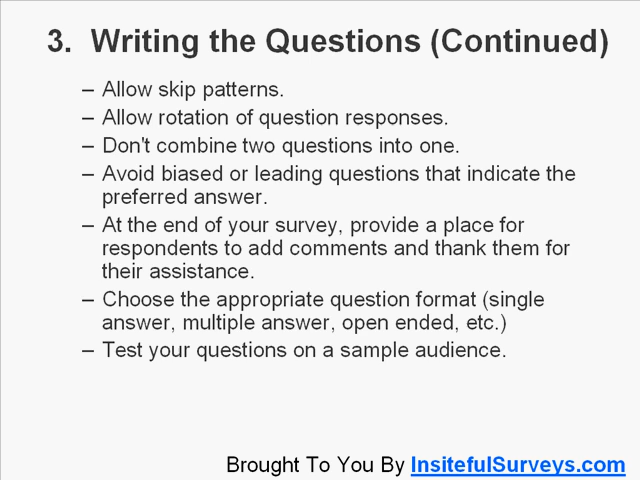 3. Writing the Questions (Continued)
– Allow skip patterns.
– Allow rotation of question responses.
– Don't combine two questions into one.
– Avoid biased or leading questions that indicate the
preferred answer.
– At the end of your survey, provide a place for
respondents to add comments and thank them for
their assistance.
– Choose the appropriate question format (single
answer, multiple answer, open ended, etc.)
– Test your questions on a sample audience.
Brought To You By InsitefulSurveys.com